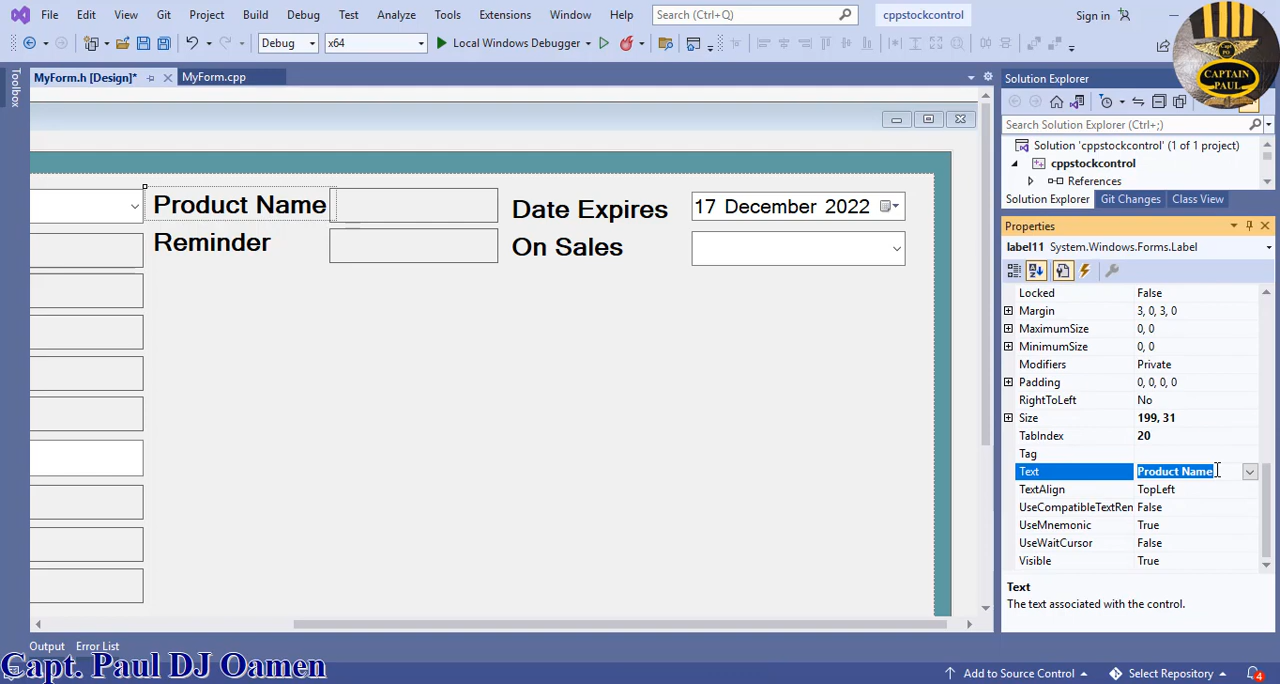 File Edit View Git Project Build Debug Test Analyze Tools Extensions Window Help Search (Ctrl+Q) cppstockcontrol Sign in
Debug x64 Local Windows Debugger
CAPTAIN
PAUL
Toolbox
MyForm.h [Design]* MyForm.cpp
Product Name Date Expires 17 December 2022
Reminder On Sales
Solution Explorer
Search Solution Explorer (Ctrl+;)
Solution 'cppstockcontrol' (1 of 1 project)
cppstockcontrol
References
Solution Explorer Git Changes Class View
Properties
label11 System.Windows.Forms.Label
Locked False
Margin 3, 0, 3, 0
MaximumSize 0, 0
MinimumSize 0, 0
Modifiers Private
Padding 0, 0, 0, 0
RightToLeft No
Size 199, 31
TabIndex 20
Tag
Text Product Name
TextAlign TopLeft
UseCompatibleTextRen False
UseMnemonic True
UseWaitCursor False
Visible True
Text
The text associated with the control.
Output Error List
Capt. Paul DJ Oamen
Add to Source Control Select Repository 4